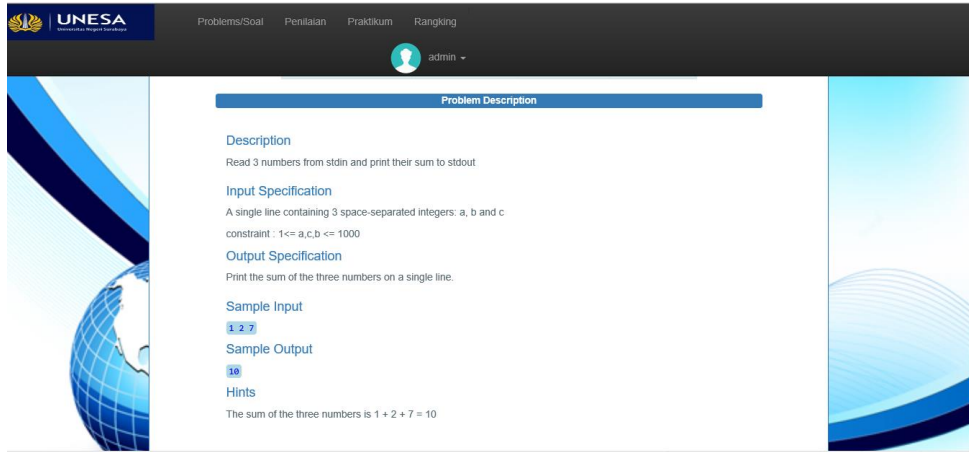 UNESA
Universitas Negeri Surabaya
Problems/Soal Penilaian Praktikum Rangking
admin
Problem Description
Description
Read 3 numbers from stdin and print their sum to stdout
Input Specification
A single line containing 3 space-separated integers: a, b and c
constraint : 1<= a,c,b <= 1000
Output Specification
Print the sum of the three numbers on a single line.
Sample Input
1 2 7
Sample Output
10
Hints
The sum of the three numbers is 1 + 2 + 7 = 10